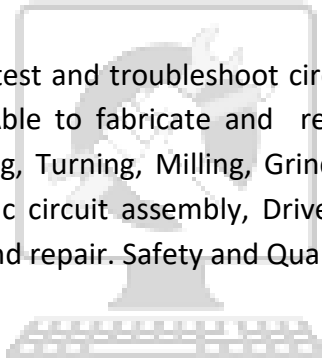 test and troubleshoot cir
ble to fabricate and re
g, Turning, Milling, Grin
c circuit assembly, Drive
nd repair. Safety and Qua